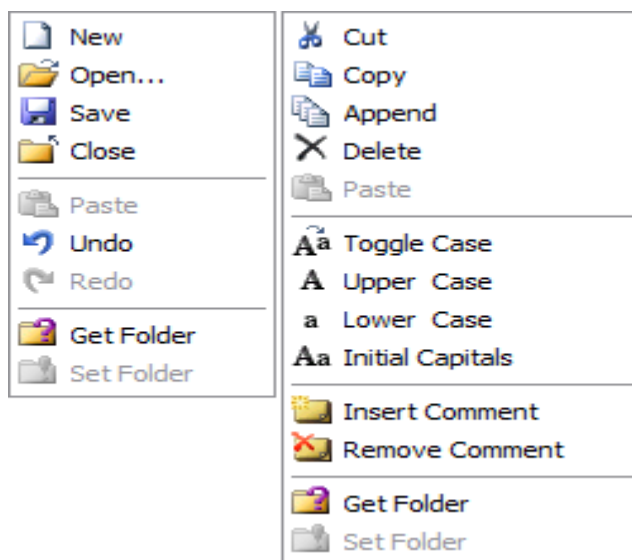 New
Open...
Save
Close
Paste
Undo
Redo
Get Folder
Set Folder
Cut
Copy
Append
Delete
Paste
Toggle Case
Upper  Case
Lower  Case
Initial Capitals
Insert Comment
Remove Comment
Get Folder
Set Folder